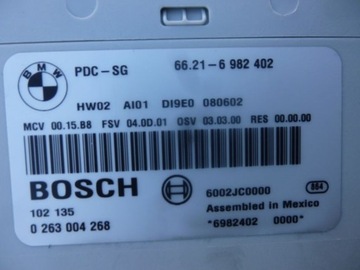 BMW
PDC-SG 66.21-6 982 402
HW02 AI01 DI9E0 080602
MCV 00.15.B8 FSV 04.0D.01 OSV 03.03.00 RES 00.00.00
BOSCH
6002JC0000 884
102 135 Assembled in Mexico
0 263 004 268 *6982402 0000*